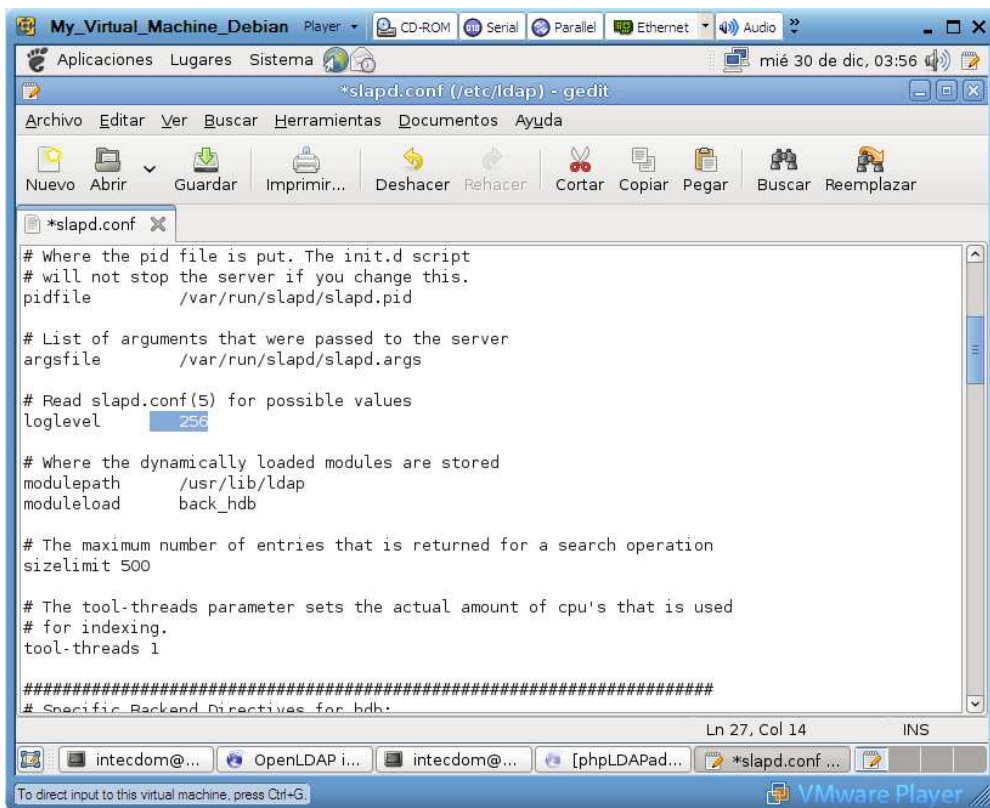 My_Virtual_Machine_Debian Player CD-ROM Serial Parallel Ethernet Audio
Aplicaciones Lugares Sistema mié 30 de dic, 03:56
*slapd.conf (/etc/ldap) - gedit
Archivo Editar Ver Buscar Herramientas Documentos Ayuda
Nuevo Abrir Guardar Imprimir... Deshacer Rehacer Cortar Copiar Pegar Buscar Reemplazar
*slapd.conf
# Where the pid file is put. The init.d script
# will not stop the server if you change this.
pidfile /var/run/slapd/slapd.pid
# List of arguments that were passed to the server
argsfile /var/run/slapd/slapd.args
# Read slapd.conf(5) for possible values
loglevel 256
# Where the dynamically loaded modules are stored
modulepath /usr/lib/ldap
moduleload back_hdb
# The maximum number of entries that is returned for a search operation
sizelimit 500
# The tool-threads parameter sets the actual amount of cpu's that is used
# for indexing.
tool-threads 1
#######################################################################
# Specific Backend Directives for hdb:
Ln 27, Col 14 INS
intecdom@... OpenLDAP i... intecdom@... [phpLDAPad... *slapd.conf ...
To direct input to this virtual machine, press Ctrl+G. VMware Player